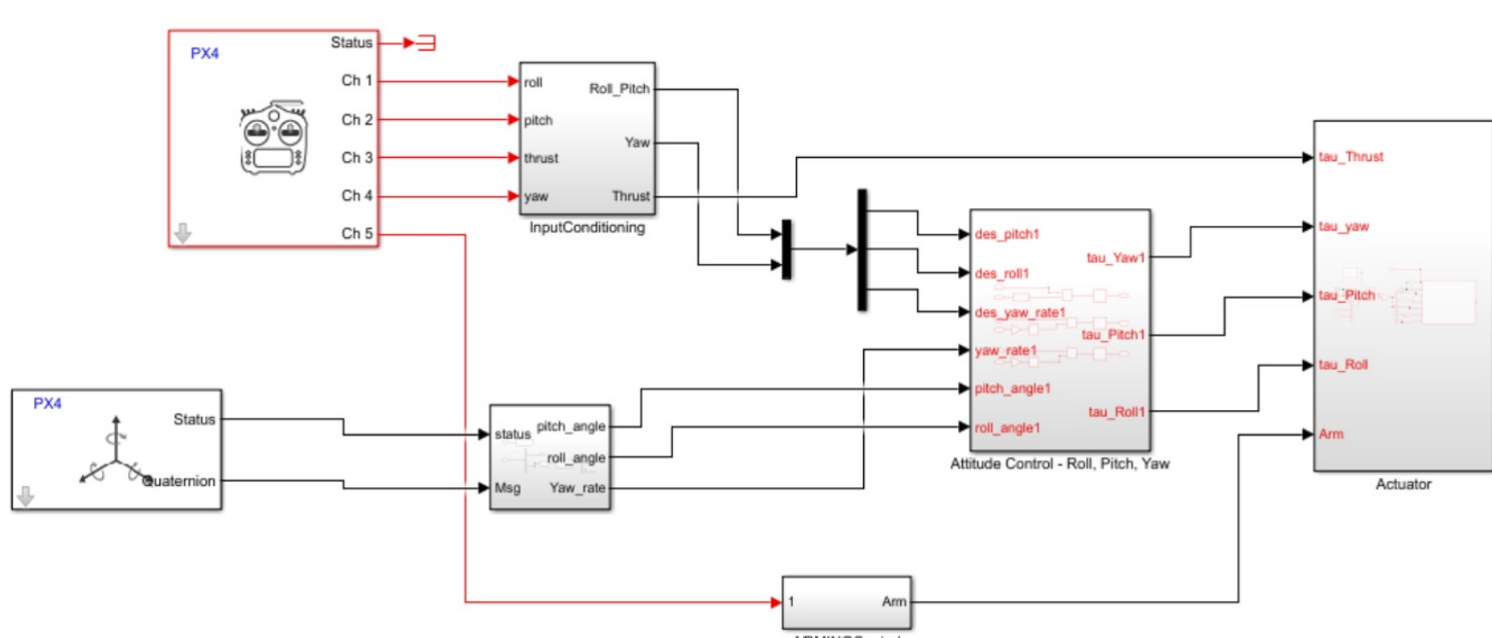 PX4
Status
Ch 1
Ch 2
Ch 3
Ch 4
Ch 5
roll
pitch
thrust
yaw
Roll_Pitch
Yaw
Thrust
InputConditioning
des_pitch1
des_roll1
des_yaw_rate1
yaw_rate1
pitch_angle1
roll_angle1
tau_Yaw1
tau_Pitch1
tau_Roll1
Attitude Control - Roll, Pitch, Yaw
tau_Thrust
tau_yaw
tau_Pitch
tau_Roll
Arm
Actuator
PX4
Status
Quaternion
status
Msg
pitch_angle
roll_angle
Yaw_rate
1
Arm